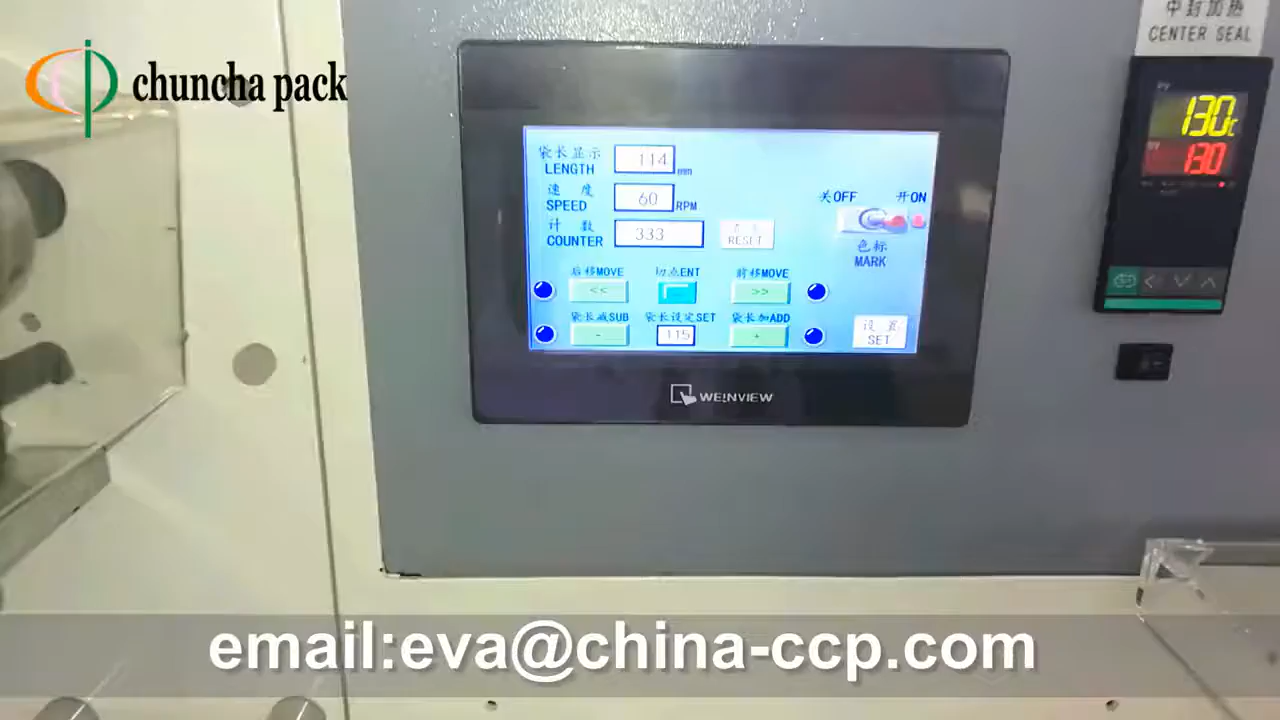 chuncha pack
中封加热
CENTER SEAL
PV
130℃
SV
130
袋长显示
LENGTH
114
mm
速度
SPEED
60
RPM
计数
COUNTER
333
RESET
关OFF
开ON
色标
MARK
后移MOVE
切点ENT
前移MOVE
<<
>>
袋长减SUB
袋长设定SET
袋长加ADD
-
115
+
设置
SET
WEINVIEW
email:eva@china-ccp.com